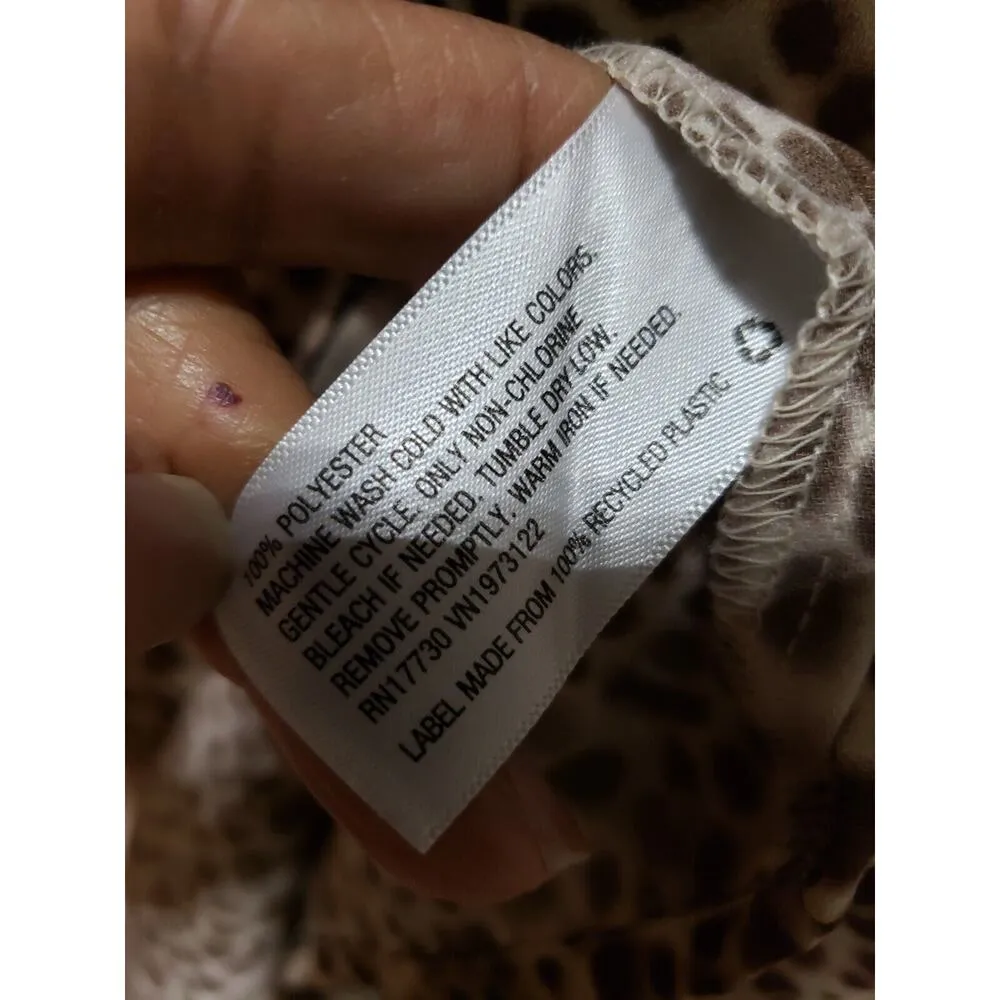 100% POLYESTER
MACHINE WASH COLD WITH LIKE COLORS.
GENTLE CYCLE. ONLY NON-CHLORINE
BLEACH IF NEEDED. TUMBLE DRY LOW.
REMOVE PROMPTLY. WARM IRON IF NEEDED.
RN17730 VN1973122
LABEL MADE FROM 100% RECYCLED PLASTIC